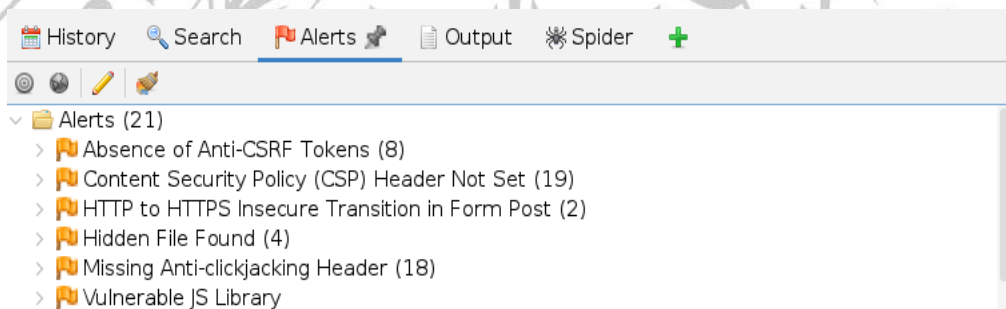 History Search Alerts Output Spider
Alerts (21)
Absence of Anti-CSRF Tokens (8)
Content Security Policy (CSP) Header Not Set (19)
HTTP to HTTPS Insecure Transition in Form Post (2)
Hidden File Found (4)
Missing Anti-clickjacking Header (18)
Vulnerable JS Library